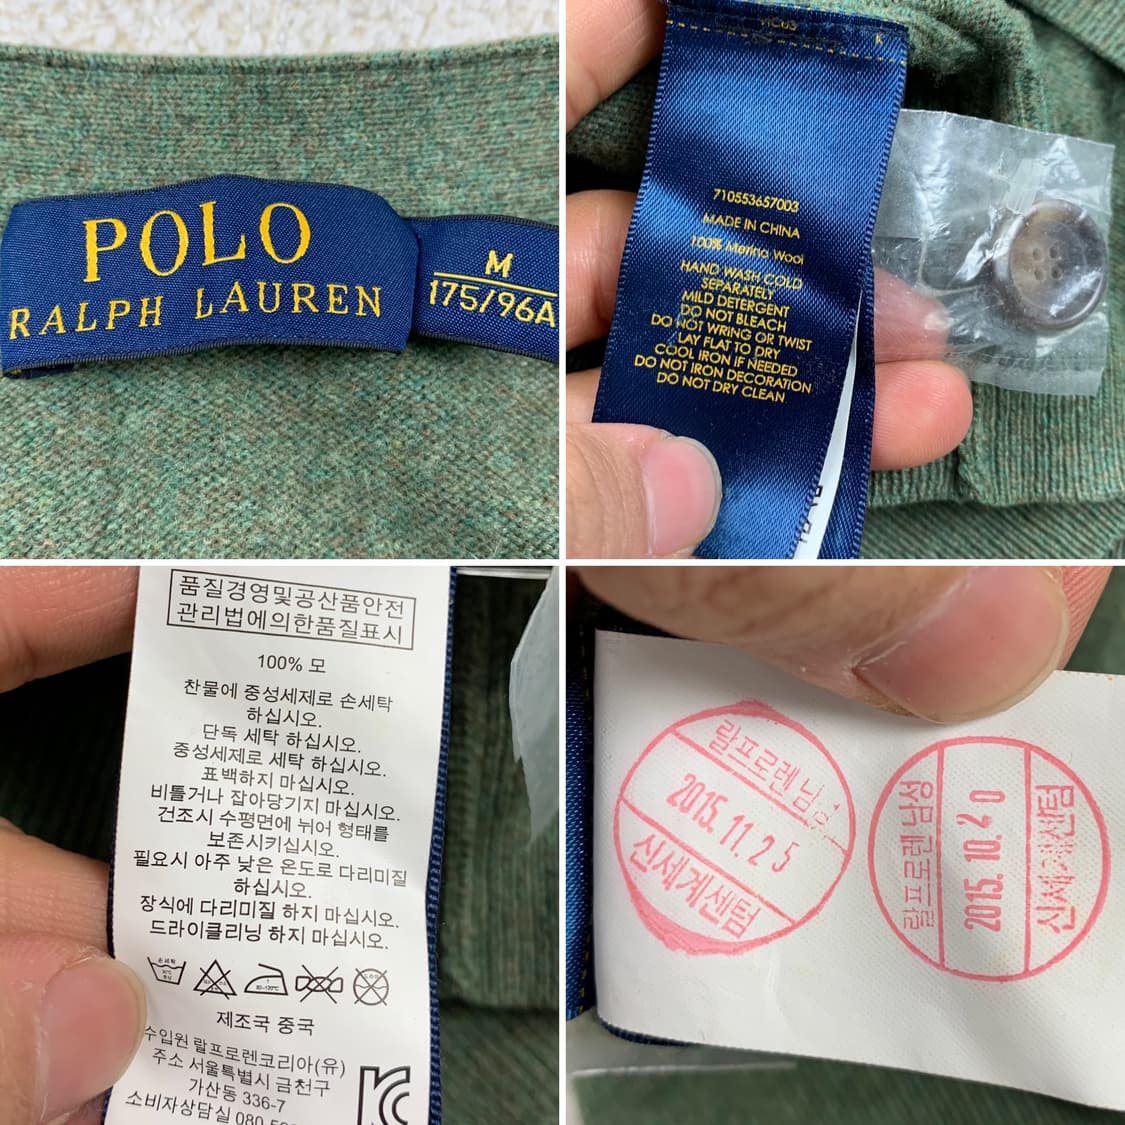 POLO
RALPH LAUREN
M
175/96A
710553657003
MADE IN CHINA
100% Merino Wool
HAND WASH COLD
SEPARATELY
MILD DETERGENT
DO NOT BLEACH
DO NOT WRING OR TWIST
LAY FLAT TO DRY
COOL IRON IF NEEDED
DO NOT IRON DECORATION
DO NOT DRY CLEAN
품질경영및공산품안전
관리법에의한품질표시
100% 모
찬물에 중성세제로 손세탁
하십시오.
단독 세탁 하십시오.
중성세제로 세탁 하십시오.
표백하지 마십시오.
비틀거나 잡아당기지 마십시오.
건조시 수평면에 뉘어 형태를
보존시키십시오.
필요시 아주 낮은 온도로 다리미질
하십시오.
장식에 다리미질 하지 마십시오.
드라이클리닝 하지 마십시오.
손세탁
제조국 중국
수입원 랄프로렌코리아(유)
주소 서울특별시 금천구
가산동 336-7
소비자상담실 080-
랄프로렌남성
2015.11.25
신세계센텀
랄프로렌남성
2015.10.20
신세계센텀